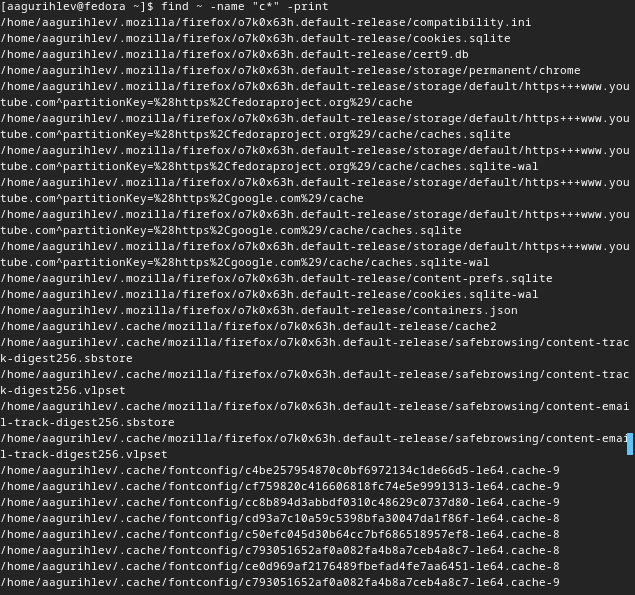 [aagurihlev@fedora ~]$ find ~ -name "c*" -print
/home/aagurihlev/.mozilla/firefox/o7k0x63h.default-release/compatibility.ini
/home/aagurihlev/.mozilla/firefox/o7k0x63h.default-release/cookies.sqlite
/home/aagurihlev/.mozilla/firefox/o7k0x63h.default-release/cert9.db
/home/aagurihlev/.mozilla/firefox/o7k0x63h.default-release/storage/permanent/chrome
/home/aagurihlev/.mozilla/firefox/o7k0x63h.default-release/storage/default/https+++www.you
tube.com^partitionKey=%28https%2Cfedoraproject.org%29/cache
/home/aagurihlev/.mozilla/firefox/o7k0x63h.default-release/storage/default/https+++www.you
tube.com^partitionKey=%28https%2Cfedoraproject.org%29/cache/caches.sqlite
/home/aagurihlev/.mozilla/firefox/o7k0x63h.default-release/storage/default/https+++www.you
tube.com^partitionKey=%28https%2Cfedoraproject.org%29/cache/caches.sqlite-wal
/home/aagurihlev/.mozilla/firefox/o7k0x63h.default-release/storage/default/https+++www.you
tube.com^partitionKey=%28https%2Cgoogle.com%29/cache
/home/aagurihlev/.mozilla/firefox/o7k0x63h.default-release/storage/default/https+++www.you
tube.com^partitionKey=%28https%2Cgoogle.com%29/cache/caches.sqlite
/home/aagurihlev/.mozilla/firefox/o7k0x63h.default-release/storage/default/https+++www.you
tube.com^partitionKey=%28https%2Cgoogle.com%29/cache/caches.sqlite-wal
/home/aagurihlev/.mozilla/firefox/o7k0x63h.default-release/content-prefs.sqlite
/home/aagurihlev/.mozilla/firefox/o7k0x63h.default-release/cookies.sqlite-wal
/home/aagurihlev/.mozilla/firefox/o7k0x63h.default-release/containers.json
/home/aagurihlev/.cache/mozilla/firefox/o7k0x63h.default-release/cache2
/home/aagurihlev/.cache/mozilla/firefox/o7k0x63h.default-release/safebrowsing/content-trac
k-digest256.sbstore
/home/aagurihlev/.cache/mozilla/firefox/o7k0x63h.default-release/safebrowsing/content-trac
k-digest256.vlpset
/home/aagurihlev/.cache/mozilla/firefox/o7k0x63h.default-release/safebrowsing/content-emai
l-track-digest256.sbstore
/home/aagurihlev/.cache/mozilla/firefox/o7k0x63h.default-release/safebrowsing/content-emai
l-track-digest256.vlpset
/home/aagurihlev/.cache/fontconfig/c4be257954870c0bf6972134c1de66d5-le64.cache-9
/home/aagurihlev/.cache/fontconfig/cf759820c416606818fc74e5e9991313-le64.cache-9
/home/aagurihlev/.cache/fontconfig/cc8b894d3abbdf0310c48629c0737d80-le64.cache-9
/home/aagurihlev/.cache/fontconfig/cd93a7c10a59c5398bfa30047da1f86f-le64.cache-8
/home/aagurihlev/.cache/fontconfig/c50efc045d30b64cc7bf686518957ef8-le64.cache-8
/home/aagurihlev/.cache/fontconfig/c793051652af0a082fa4b8a7ceb4a8c7-le64.cache-8
/home/aagurihlev/.cache/fontconfig/ce0d969af2176489fbefad4fe7aa6451-le64.cache-8
/home/aagurihlev/.cache/fontconfig/c793051652af0a082fa4b8a7ceb4a8c7-le64.cache-9